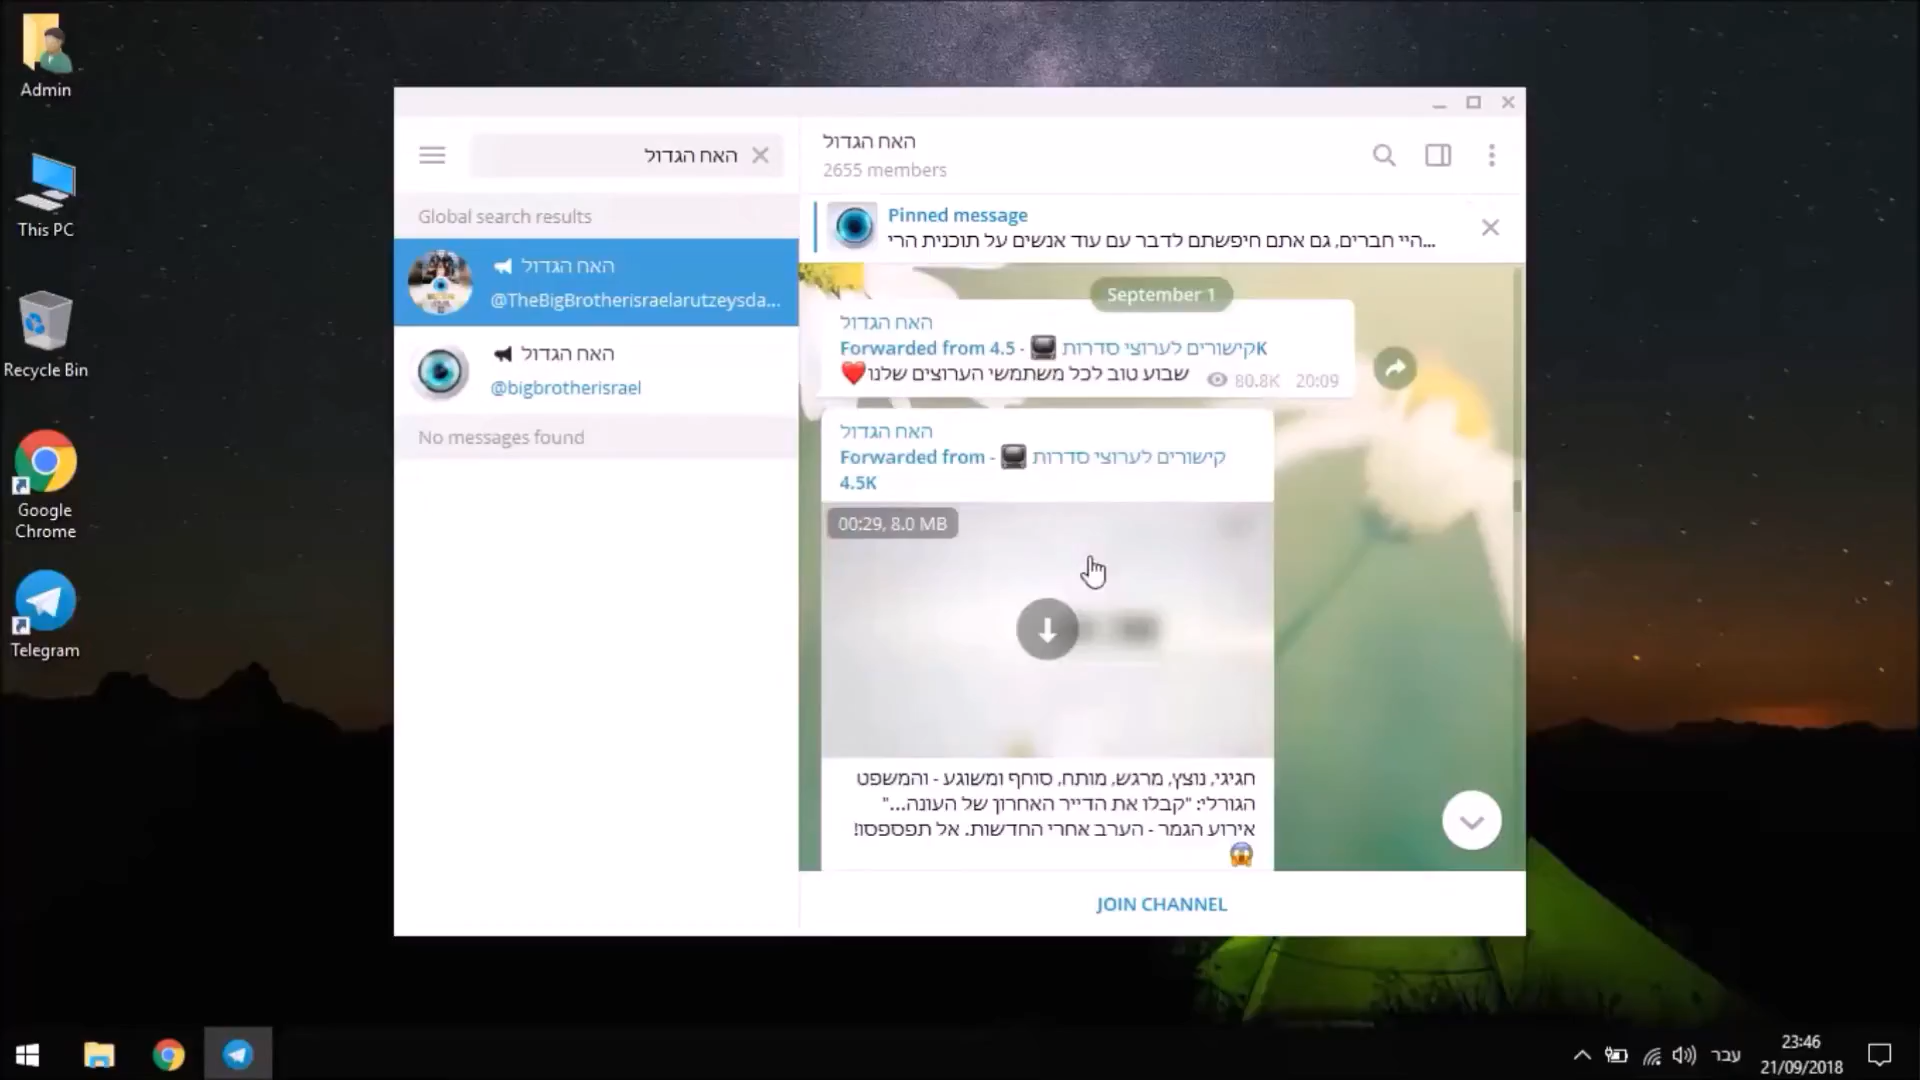 Admin
This PC
Recycle Bin
Google
Chrome
Telegram
האח הגדול
Global search results
האח הגדול
@TheBigBrotherisraelarutzeysda...
האח הגדול
@bigbrotherisrael
No messages found
האח הגדול
2655 members
Pinned message
היי חברים, גם אתם חיפשתם לדבר עם עוד אנשים על תוכנית הרי...
September 1
האח הגדול
Forwarded from 4.5 - קישורים לערוצי סדרות 📺K
שבוע טוב לכל משתמשי הערוצים שלנו❤️
80.8K 20:09
האח הגדול
Forwarded from - 📺 קישורים לערוצי סדרות
4.5K
00:29, 8.0 MB
חגיגי, נוצץ, מרגש, מותח, סוחף ומשוגע - והמשפט
הגורלי: "קבלו את הדייר האחרון של העונה..."
אירוע הגמר - הערב אחרי החדשות. אל תפספסו!
😱
JOIN CHANNEL
עבר
23:46
21/09/2018